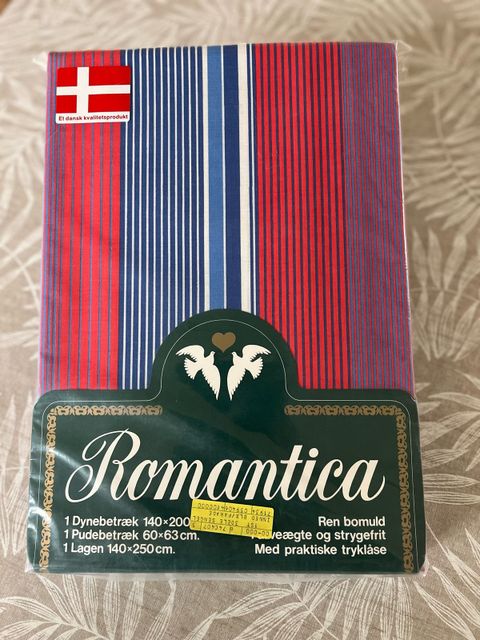 Et dansk kvalitetsprodukt
Romantica
1 Dynebetræk 140×200
1 Pudebetræk 60×63 cm.
1 Lagen 140×250 cm.
Ren bomuld
veægte og strygefrit
Med praktiske tryklåse